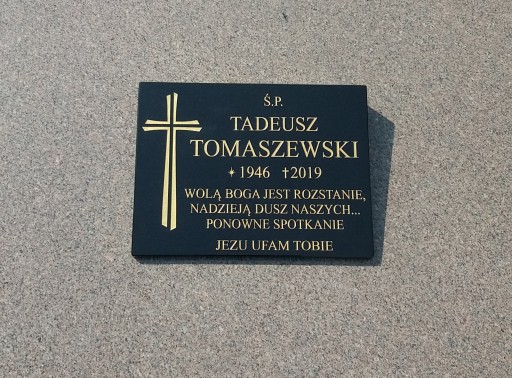 Ś.P.
TADEUSZ
TOMASZEWSKI
✶ 1946 ✝2019
WOLĄ BOGA JEST ROZSTANIE,
NADZIEJĄ DUSZ NASZYCH...
PONOWNE SPOTKANIE
JEZU UFAM TOBIE